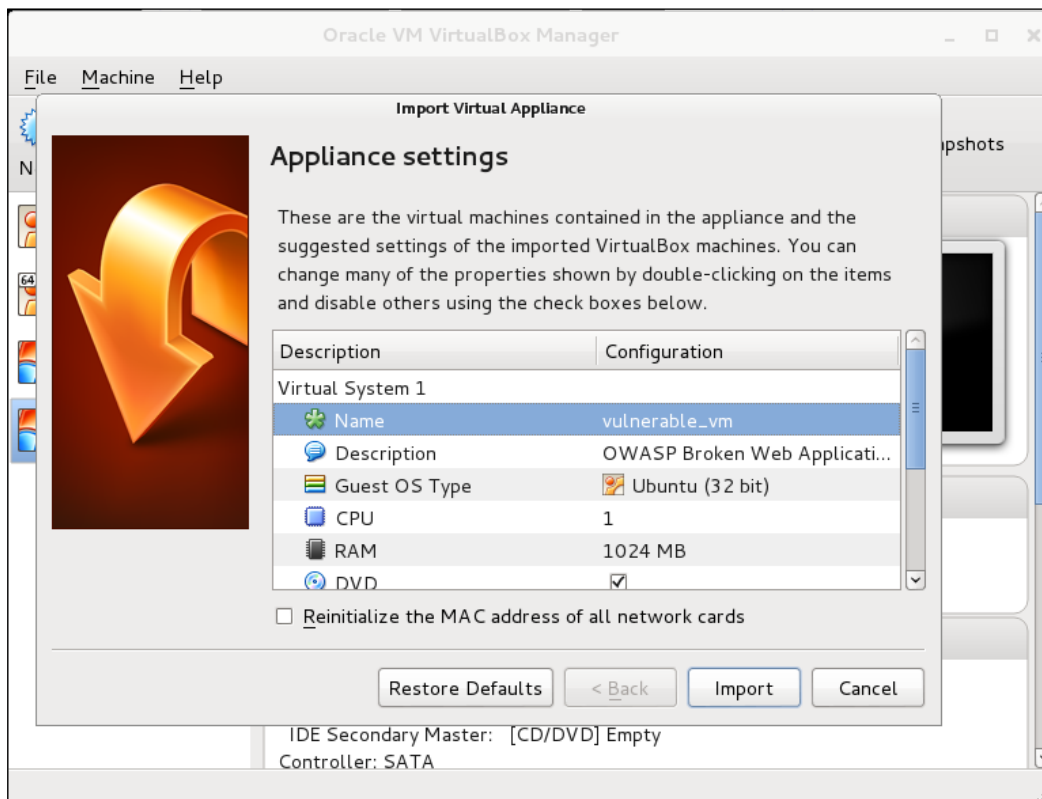 Oracle VM VirtualBox Manager
File Machine Help
Import Virtual Appliance
Appliance settings
These are the virtual machines contained in the appliance and the
suggested settings of the imported VirtualBox machines. You can
change many of the properties shown by double-clicking on the items
and disable others using the check boxes below.
Description Configuration
Virtual System 1
Name vulnerable_vm
Description OWASP Broken Web Applicati...
Guest OS Type Ubuntu (32 bit)
CPU 1
RAM 1024 MB
DVD
Reinitialize the MAC address of all network cards
Restore Defaults < Back Import Cancel
N
pshots
64
IDE Secondary Master: [CD/DVD] Empty
Controller: SATA